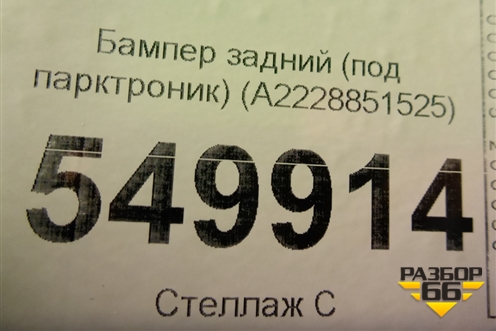 Бампер задний (под
парктроник) (A2228851525)
549914
Стеллаж С
РАЗБОР
66